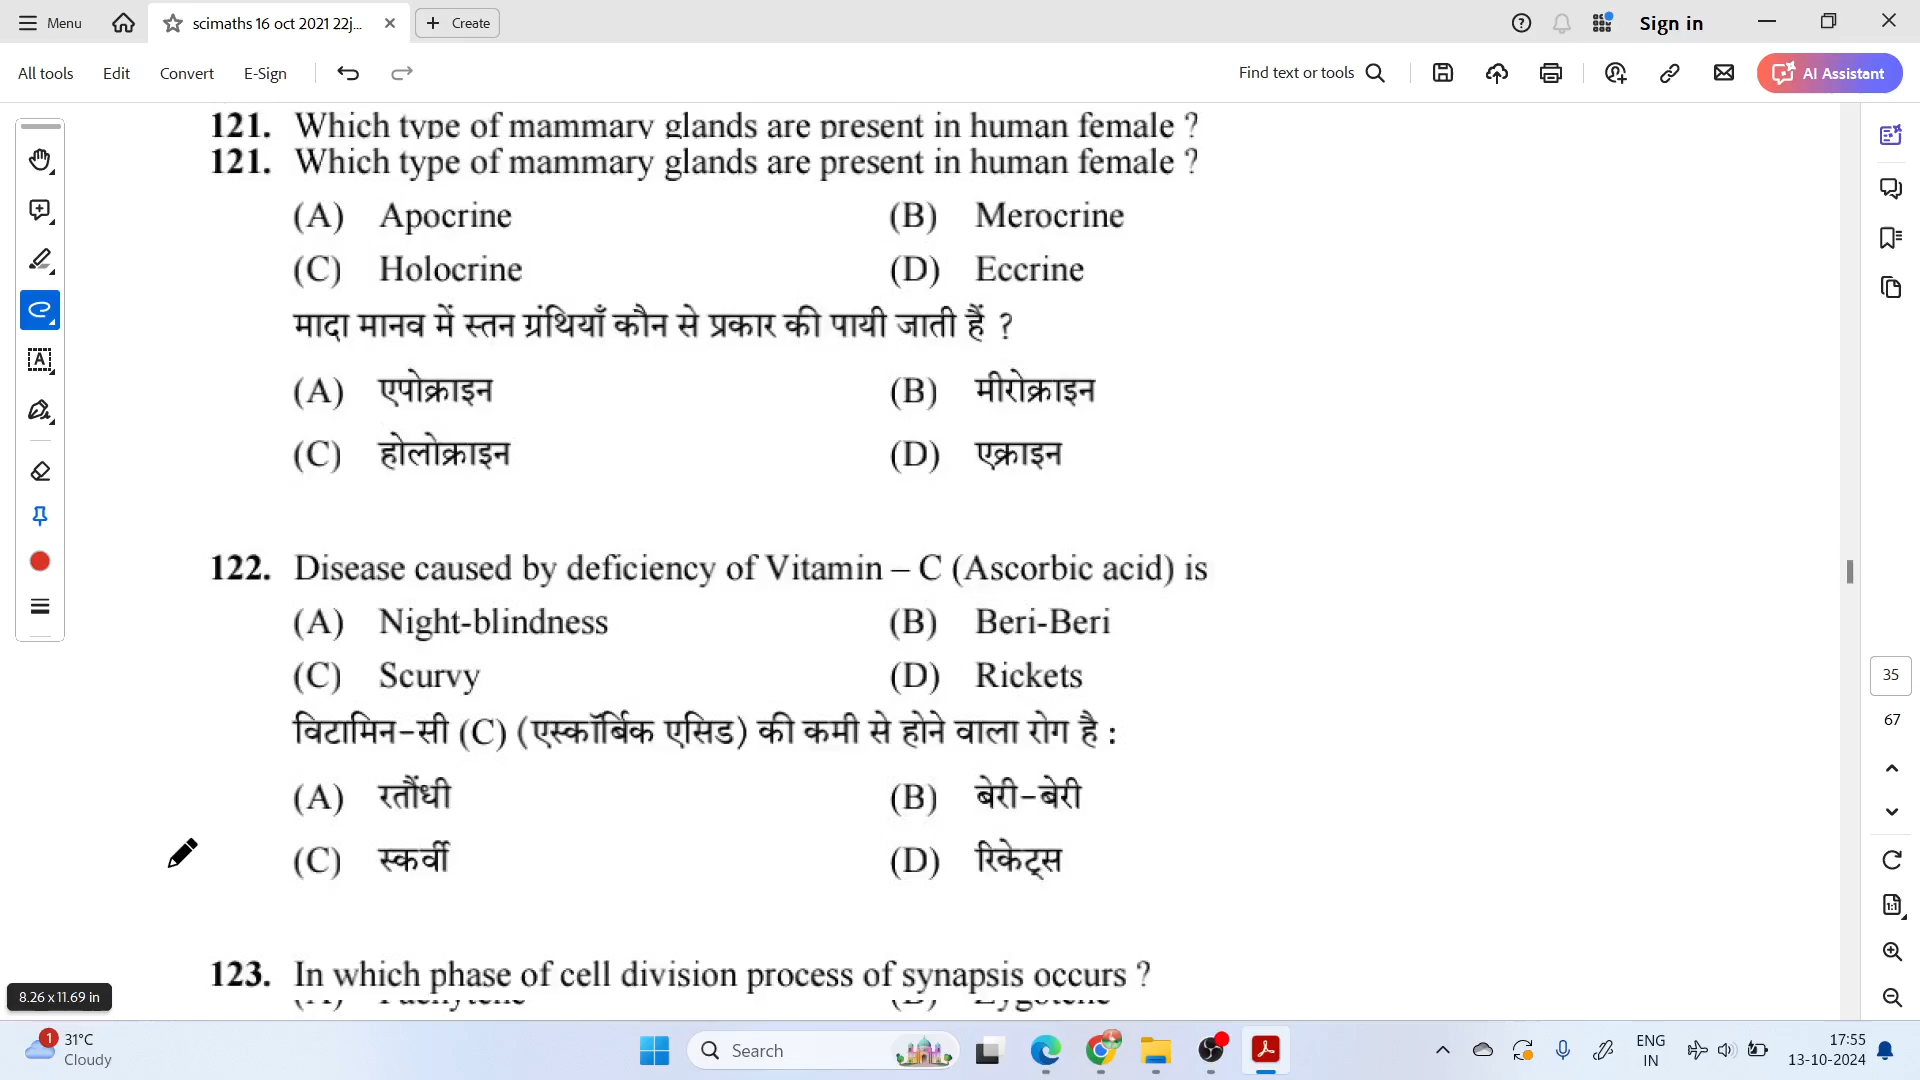 Menu
scimaths 16 oct 2021 22j...
Create
Sign in
All tools
Edit
Convert
E-Sign
Find text or tools
AI Assistant
121. Which type of mammary glands are present in human female ?
121. Which type of mammary glands are present in human female ?
(A) Apocrine (B) Merocrine
(C) Holocrine (D) Eccrine
मादा मानव में स्तन ग्रंथियाँ कौन से प्रकार की पायी जाती हैं ?
(A) एपोक्राइन (B) मीरोक्राइन
(C) होलोक्राइन (D) एक्राइन
122. Disease caused by deficiency of Vitamin – C (Ascorbic acid) is
(A) Night-blindness (B) Beri-Beri
(C) Scurvy (D) Rickets
विटामिन-सी (C) (एस्कॉर्बिक एसिड) की कमी से होने वाला रोग है :
(A) रतौंधी (B) बेरी-बेरी
(C) स्कर्वी (D) रिकेट्स
123. In which phase of cell division process of synapsis occurs ?
35
67
8.26 x 11.69 in
1
31°C
Cloudy
Search
ENG
IN
17:55
13-10-2024